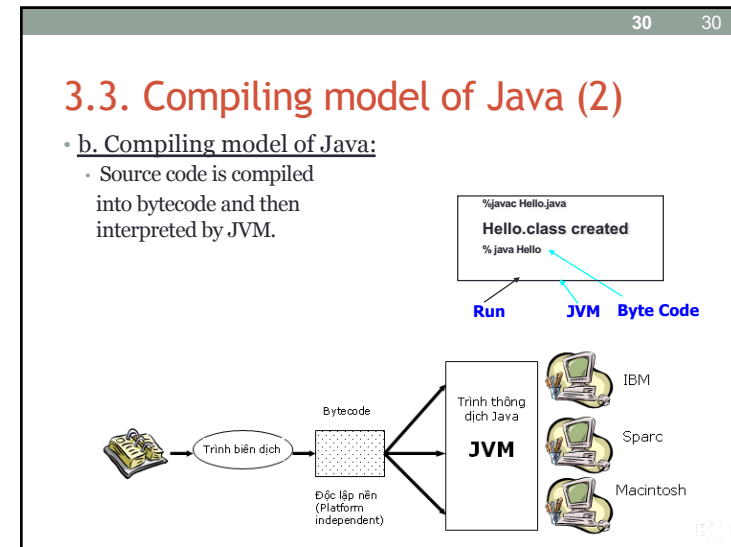 30 30
3.3. Compiling model of Java (2)
• b. Compiling model of Java:
• Source code is compiled
into bytecode and then
interpreted by JVM.
%javac Hello.java
Hello.class created
% java Hello
Run JVM Byte Code
Trình biên dịch
Bytecode
Độc lập nền
(Platform
independent)
Trình thông
dịch Java
JVM
IBM
Sparc
Macintosh